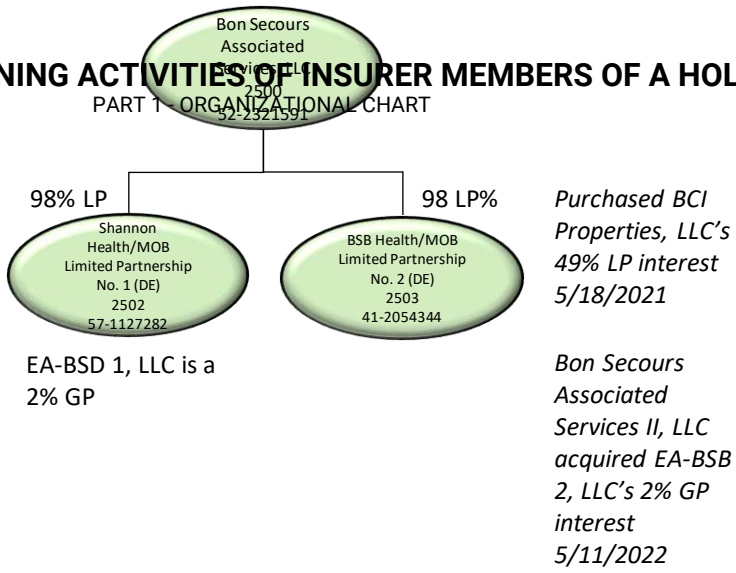 Bon Secours
Associated
Services, LLC
2500
52-2321591
NING ACTIVITIES OF INSURER MEMBERS OF A HOL
PART 1 - ORGANIZATIONAL CHART
98% LP
98 LP%
Shannon
Health/MOB
Limited Partnership
No. 1 (DE)
2502
57-1127282
BSB Health/MOB
Limited Partnership
No. 2 (DE)
2503
41-2054344
EA-BSD 1, LLC is a
2% GP
Purchased BCI
Properties, LLC's
49% LP interest
5/18/2021
Bon Secours
Associated
Services II, LLC
acquired EA-BSB
2, LLC's 2% GP
interest
5/11/2022